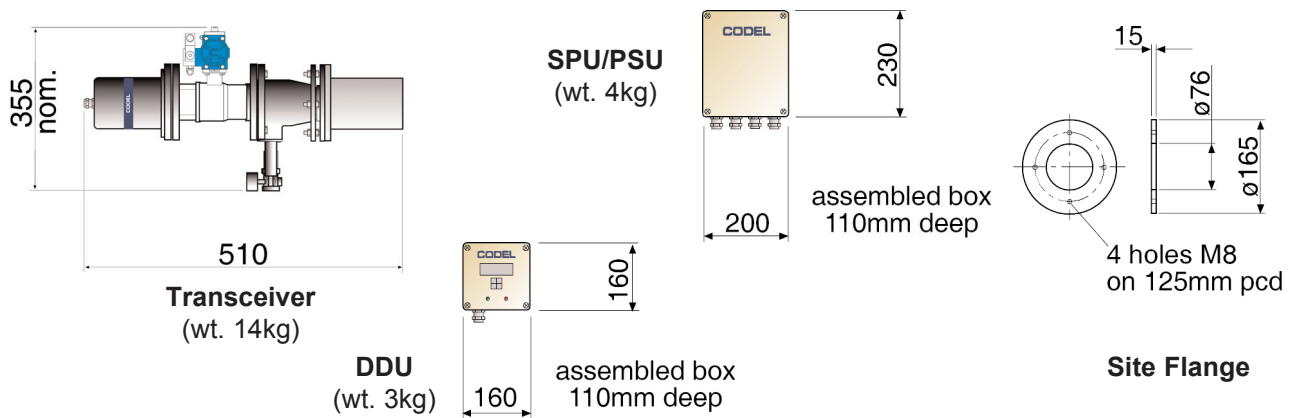 355
nom.
CODEL
510
Transceiver
(wt. 14kg)
SPU/PSU
(wt. 4kg)
CODEL
230
200
assembled box
110mm deep
CODEL
160
160
DDU
(wt. 3kg)
assembled box
110mm deep
15
ø76
ø165
4 holes M8
on 125mm pcd
Site Flange